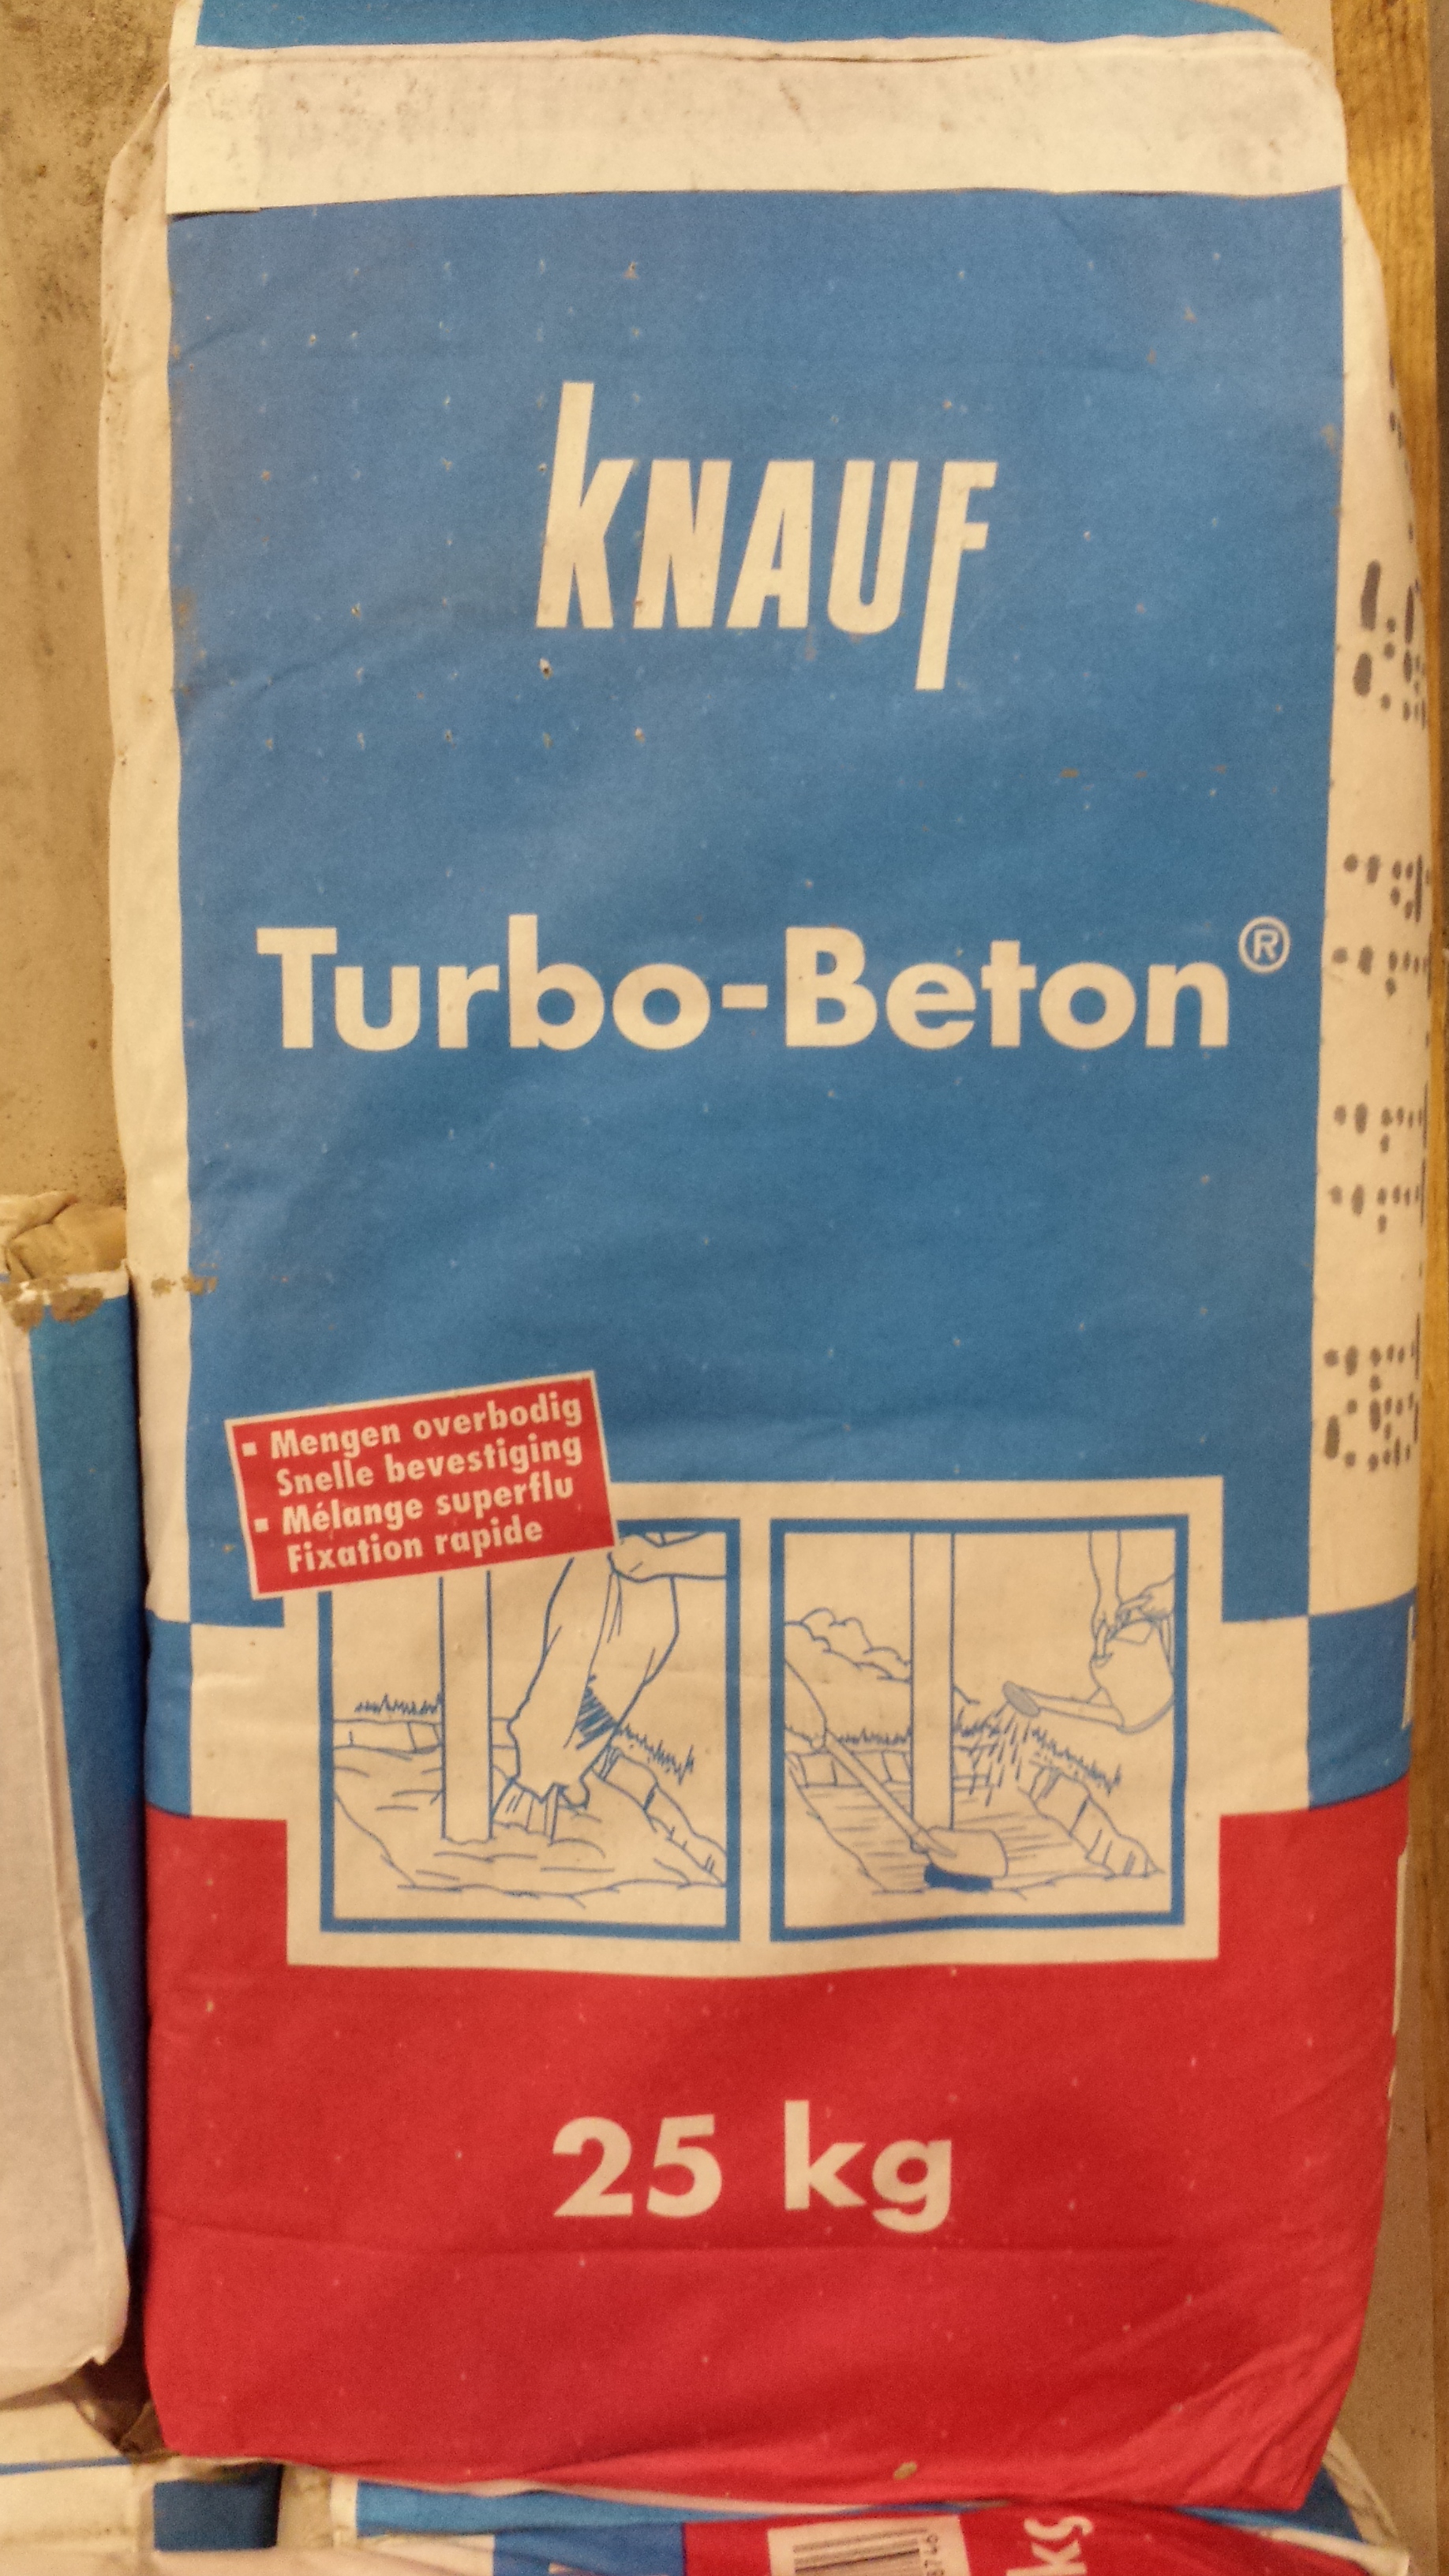 KNAUF
Turbo-Beton®
▪ Mengen overbodig
Snelle bevestiging
▪ Mélange superflu
Fixation rapide
25 kg